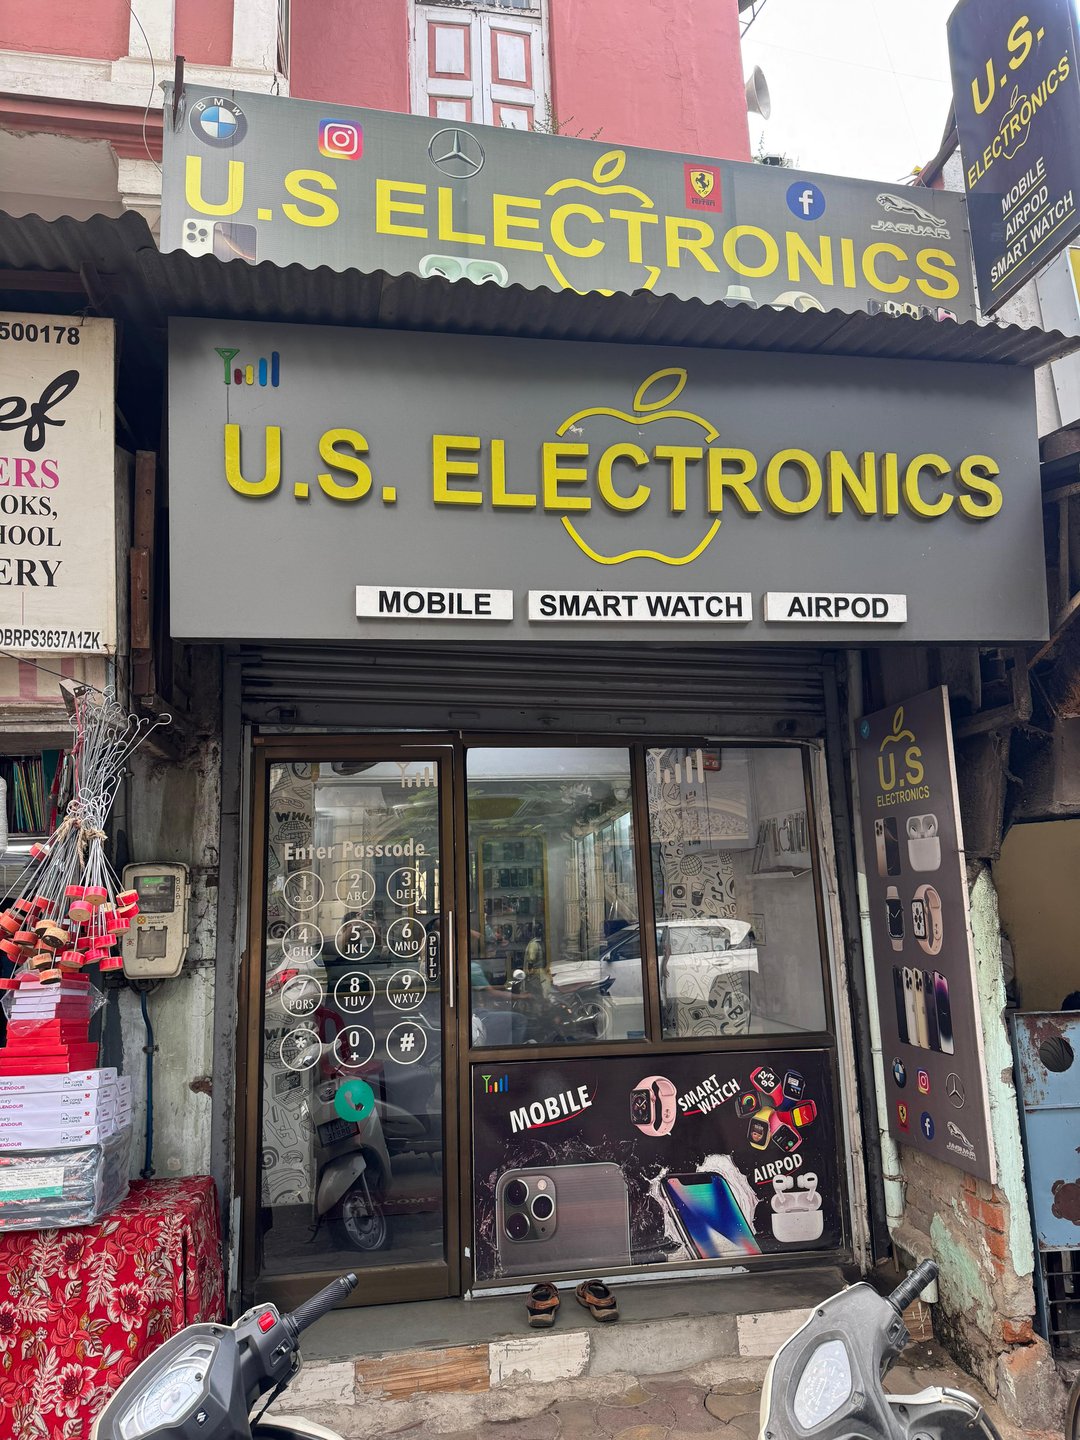 BMW
U.S ELECTRONICS
Ferrari
JAGUAR
U.S.
ELECTRONICS
MOBILE
AIRPOD
SMART WATCH
U.S. ELECTRONICS
MOBILE
SMART WATCH
AIRPOD
500178
ef
ERS
OKS,
HOOL
ERY
DBRPS3637A1ZK
U.S
ELECTRONICS
JAGUAR
Enter Passcode
1
2 ABC
3 DEF
4 GHI
5 JKL
6 MNO
7 PQRS
8 TUV
9 WXYZ
*
0 +
#
PULL
MOBILE
SMART WATCH
AIRPOD